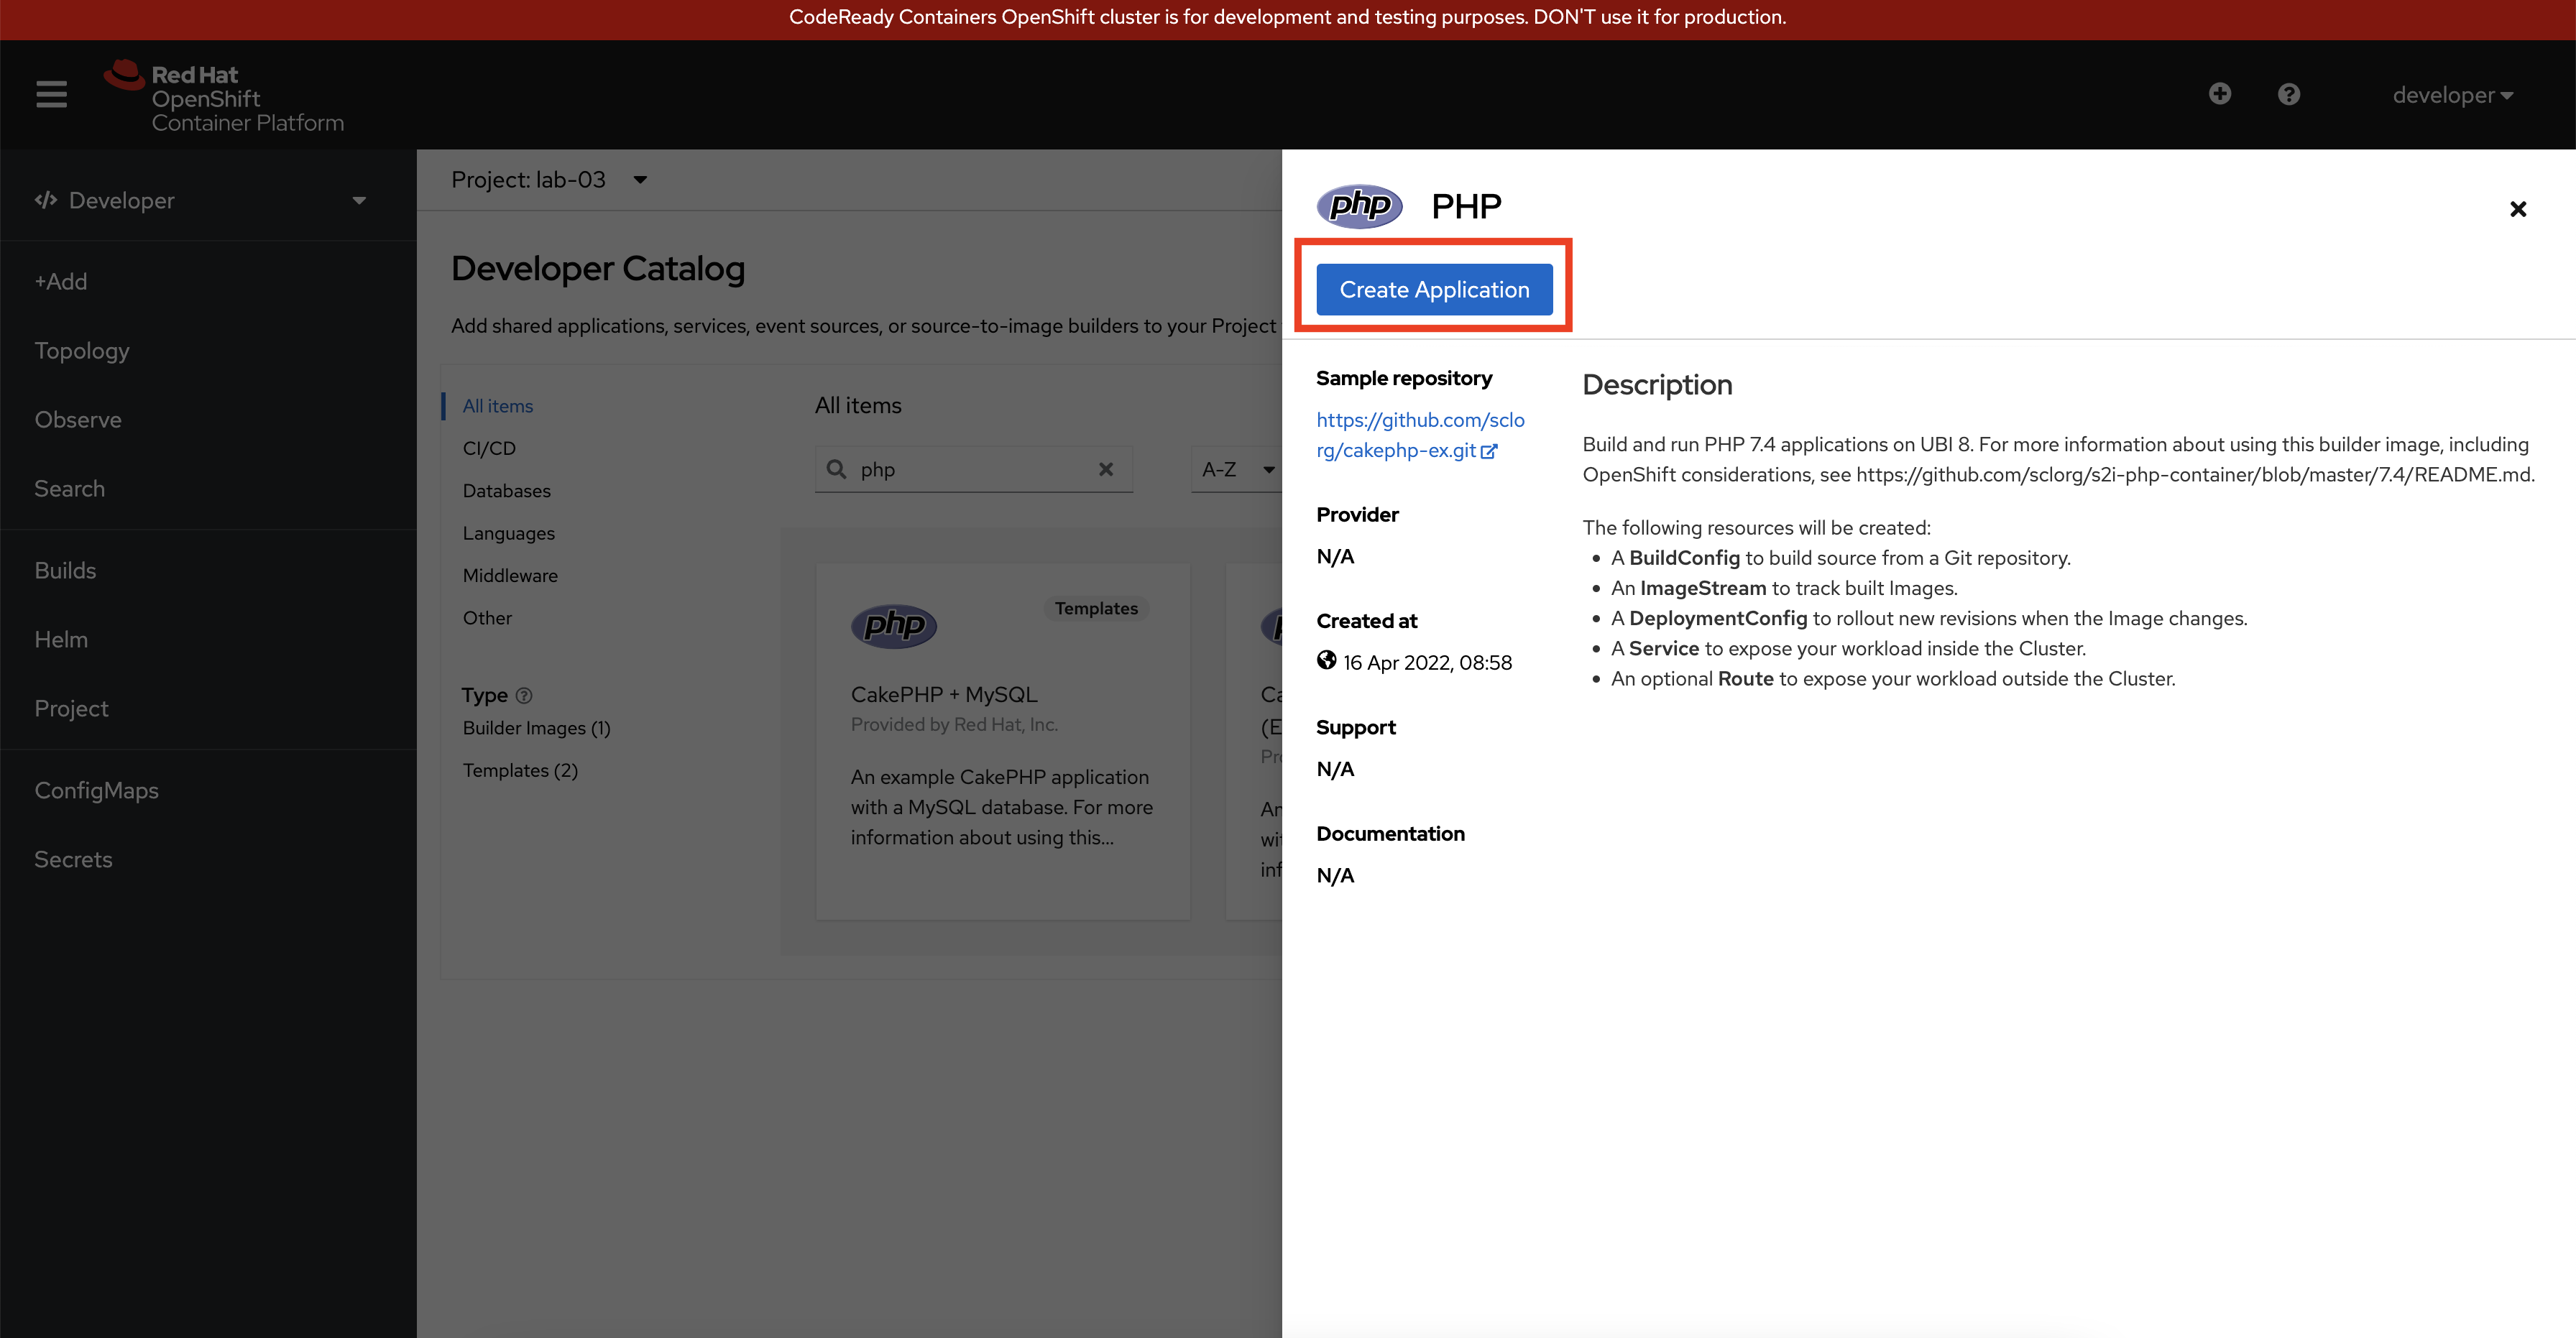 CodeReady Containers OpenShift cluster is for development and testing purposes. DON'T use it for production.
Red Hat
OpenShift
Container Platform
developer
Developer
+Add
Topology
Observe
Search
Builds
Helm
Project
ConfigMaps
Secrets
Project: lab-03
Developer Catalog
Add shared applications, services, event sources, or source-to-image builders to your Project
All items
CI/CD
Databases
Languages
Middleware
Other
Type
Builder Images (1)
Templates (2)
All items
php
A-Z
php
Templates
CakePHP + MySQL
Provided by Red Hat, Inc.
An example CakePHP application
with a MySQL database. For more
information about using this...
Ca
(E
Pro
An
wit
inf
php PHP
Create Application
Sample repository
https://github.com/sclo
rg/cakephp-ex.git
Provider
N/A
Created at
16 Apr 2022, 08:58
Support
N/A
Documentation
N/A
Description
Build and run PHP 7.4 applications on UBI 8. For more information about using this builder image, including
OpenShift considerations, see https://github.com/sclorg/s2i-php-container/blob/master/7.4/README.md.
The following resources will be created:
• A BuildConfig to build source from a Git repository.
• An ImageStream to track built Images.
• A DeploymentConfig to rollout new revisions when the Image changes.
• A Service to expose your workload inside the Cluster.
• An optional Route to expose your workload outside the Cluster.